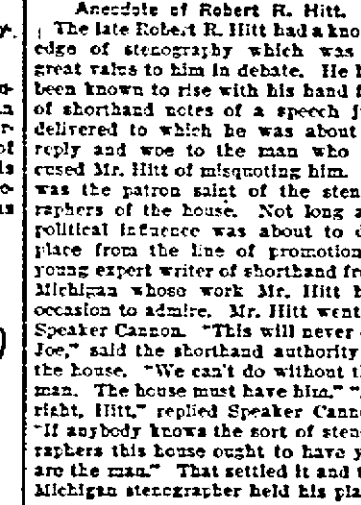 Anecdote of Robert R. Hitt.
The late Robert R. Hitt had a kno
edge of stenography which was
great value to him in debate. He h
been known to rise with his hand f
of shorthand notes of a speech j
delivered to which he was about
reply and woe to the man who
cused Mr. Hitt of misquoting him.
was the patron saint of the sten
raphers of the house. Not long a
political influence was about to d
place from the line of promotion
young expert writer of shorthand fr
Michigan whose work Mr. Hitt h
occasion to admire. Mr. Hitt went
Speaker Cannon. "This will never
Joe," said the shorthand authority
the house. "We can't do without t
man. The house must have him." "
right, Hitt," replied Speaker Cann
"If anybody knows the sort of sten
raphers this house ought to have y
are the man." That settled it and t
Michigan stenographer held his pla